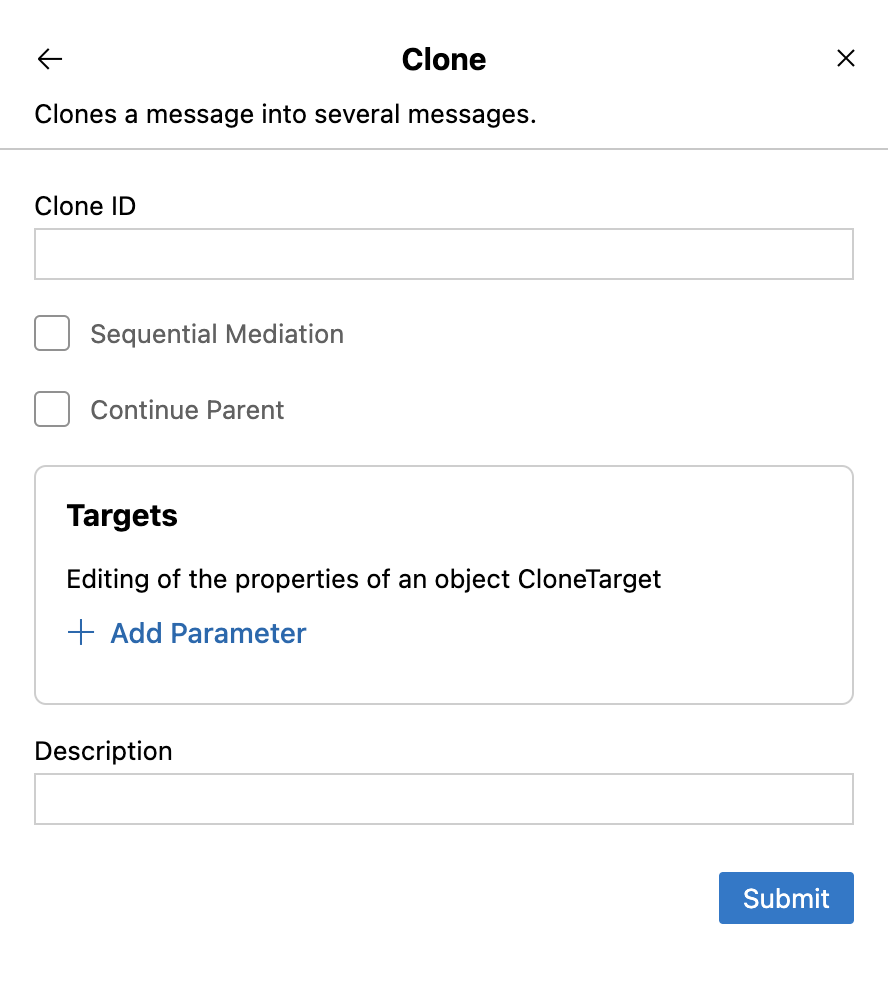 Clone
Clones a message into several messages.
Clone ID
Sequential Mediation
Continue Parent
Targets
Editing of the properties of an object CloneTarget
Add Parameter
Description
Submit